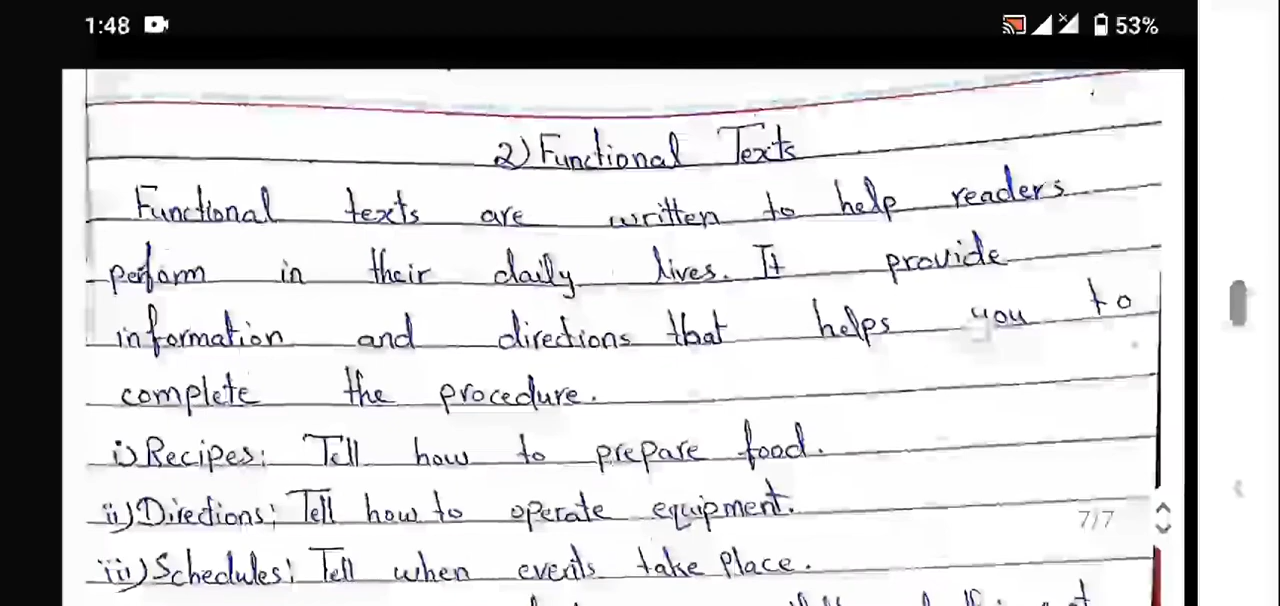 1:48
53%
2) Functional Texts
Functional texts are written to help readers
perform in their daily lives. It provide
information and directions that helps you to
complete the procedure.
i) Recipes: Tell how to prepare food.
ii) Directions: Tell how to operate equipment.
7/7
iii) Schedules: Tell when events take place.